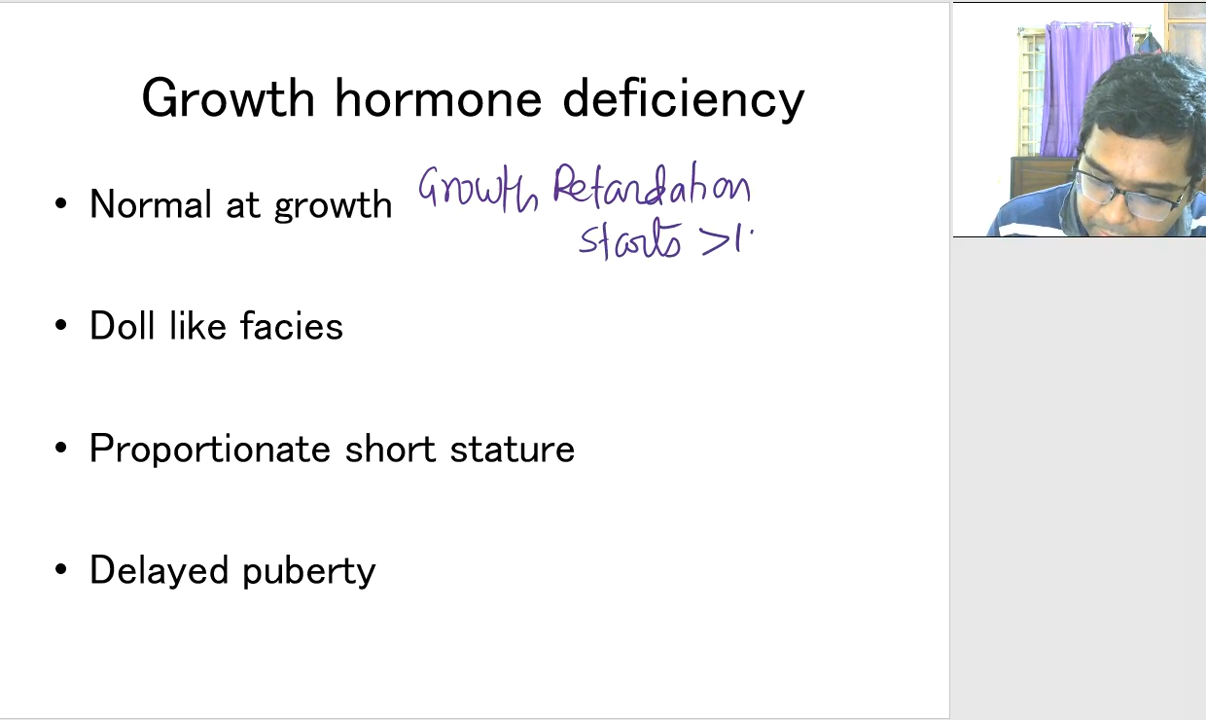 Growth hormone deficiency
• Normal at growth Growth Retardation
starts >1
• Doll like facies
• Proportionate short stature
• Delayed puberty